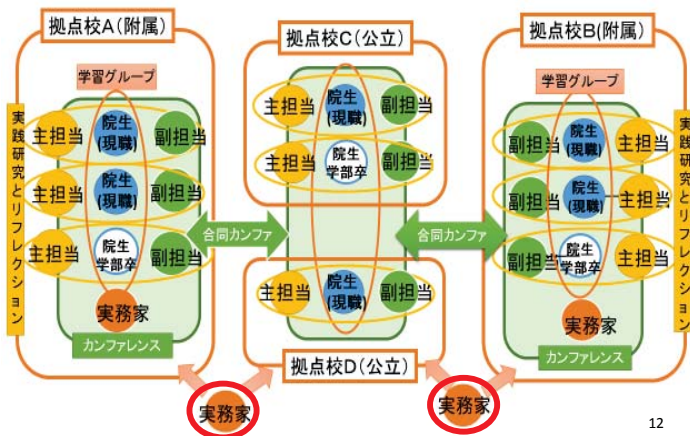 拠点校A(附属)
学習グループ
主担当
院生
(現職)
副担当
主担当
院生
(現職)
副担当
主担当
院生
学部卒
副担当
実務家
カンファレンス
実践研究とリフレクション
合同カンファ
拠点校C(公立)
主担当
院生
(現職)
副担当
主担当
院生
学部卒
副担当
主担当
院生
(現職)
副担当
拠点校D(公立)
合同カンファ
拠点校B(附属)
学習グループ
副担当
院生
(現職)
主担当
副担当
院生
(現職)
主担当
副担当
院生
学部卒
主担当
実務家
カンファレンス
実践研究とリフレクション
実務家
実務家
12